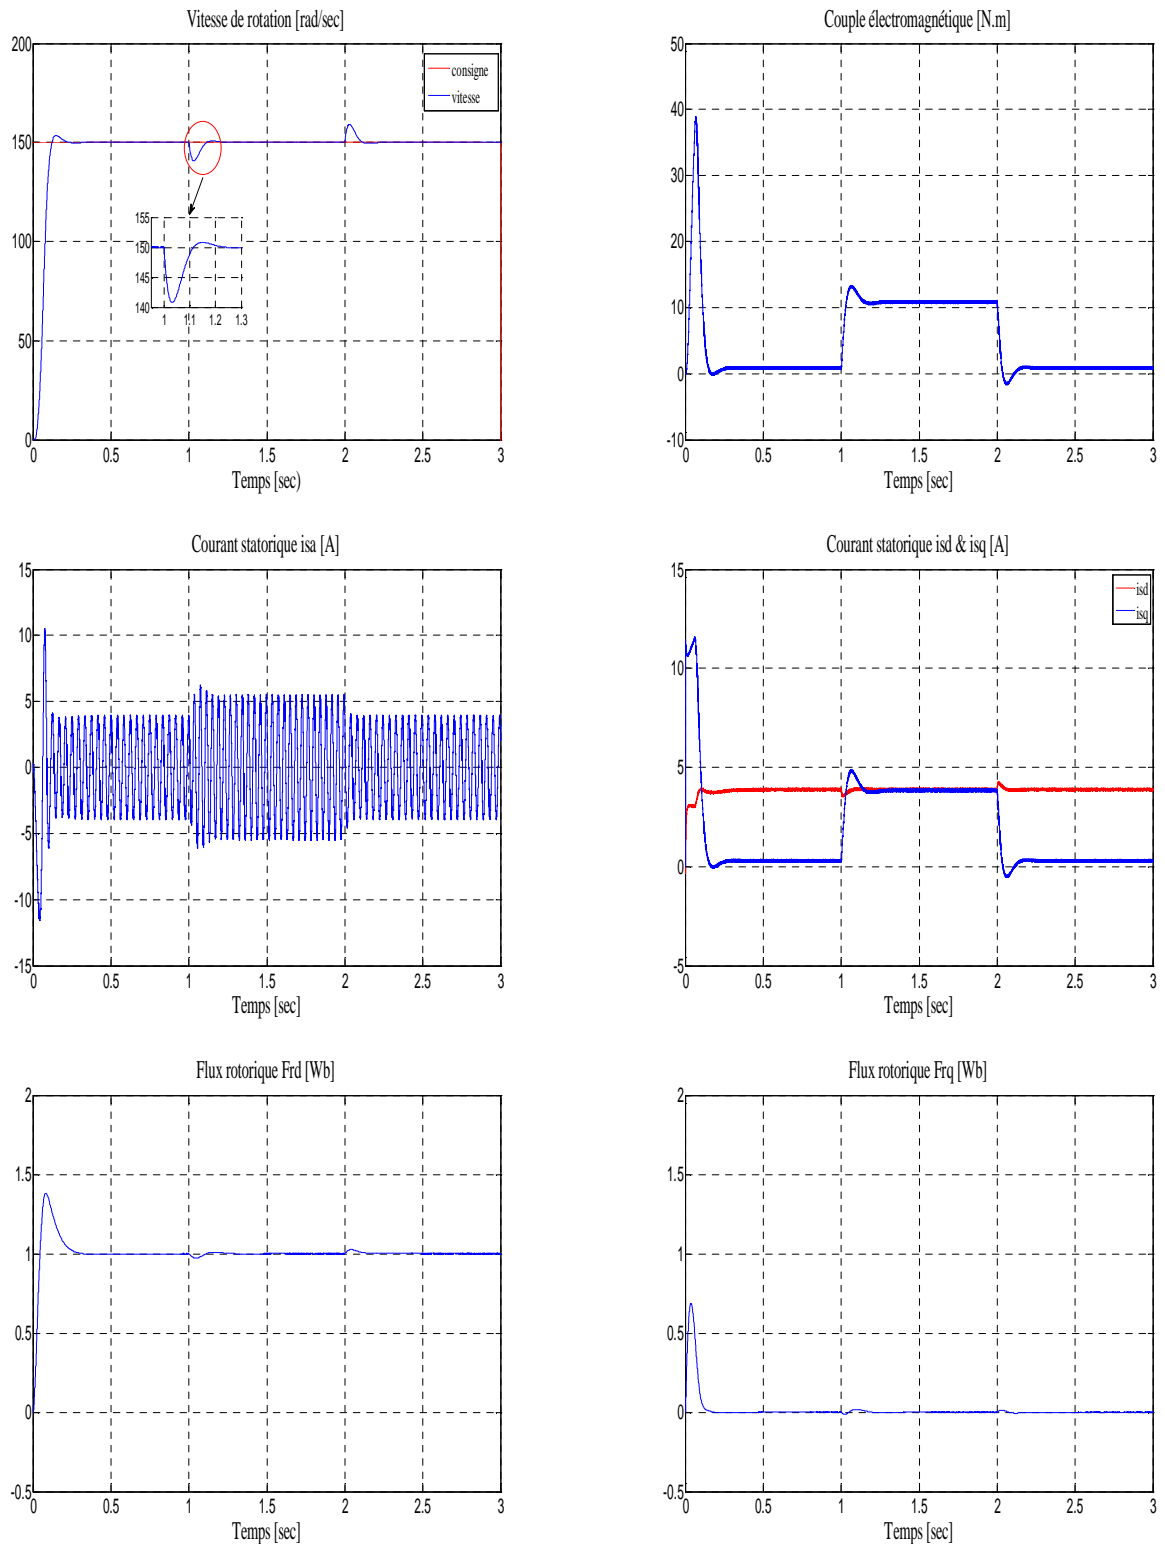 Vitesse de rotation [rad/sec]
200
150
100
50
0
consigne
vitesse
155
150
145
140
1 1.1 1.2 1.3
0 0.5 1 1.5 2 2.5 3
Temps [sec)
Couple électromagnétique [N.m]
50
40
30
20
10
0
-10
0 0.5 1 1.5 2 2.5 3
Temps [sec]
Courant statorique isa [A]
15
10
5
0
-5
-10
-15
0 0.5 1 1.5 2 2.5 3
Temps [sec]
Courant statorique isd & isq [A]
15
10
5
0
-5
isd
isq
0 0.5 1 1.5 2 2.5 3
Temps [sec]
Flux rotorique Frd [Wb]
2
1.5
1
0.5
0
-0.5
0 0.5 1 1.5 2 2.5 3
Temps [sec]
Flux rotorique Frq [Wb]
2
1.5
1
0.5
0
-0.5
0 0.5 1 1.5 2 2.5 3
Temps [sec]